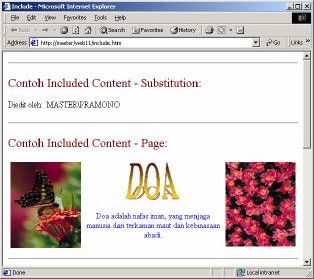 Include - Microsoft Internet Explorer
File Edit View Favorites Tools Help
Back Search Favorites History
Address http://master/web11/include.htm Go Links »
Contoh Included Content - Substitution:
Diedit oleh: MASTER\PRAMONO
Contoh Included Content - Page:
DOA
Doa adalah nafas iman, yang menjaga
manusia dari terkaman maut dan kebinasaan
abadi.
Done Local intranet